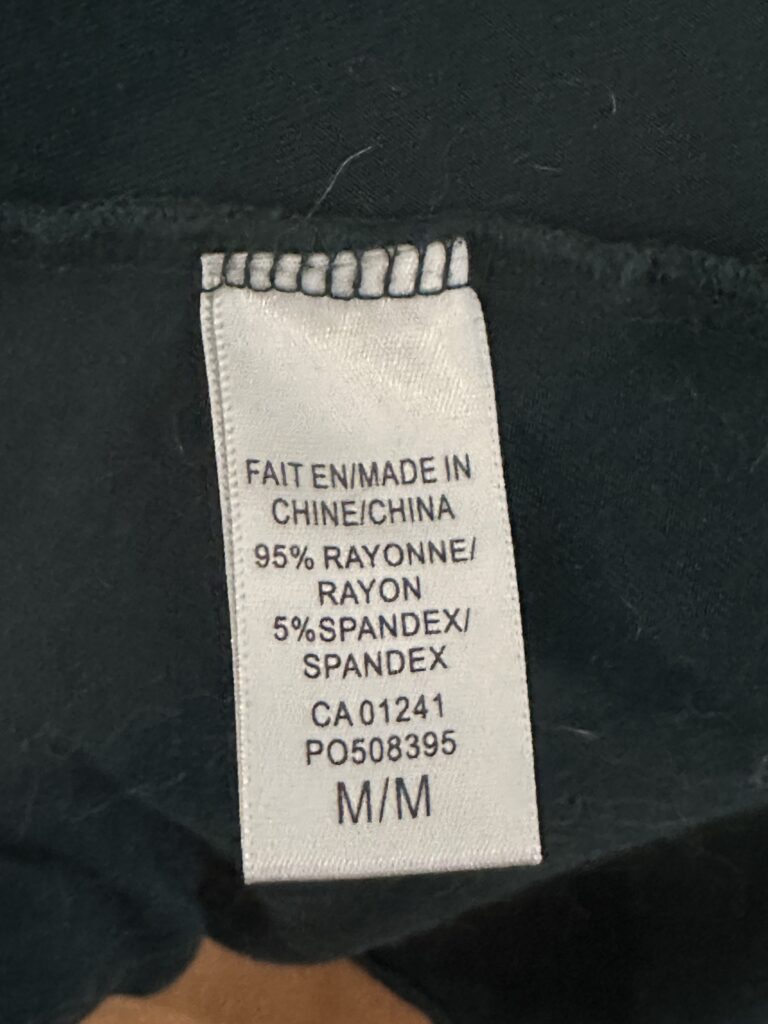 FAIT EN/MADE IN
CHINE/CHINA
95% RAYONNE/
RAYON
5%SPANDEX/
SPANDEX
CA 01241
PO508395
M/M